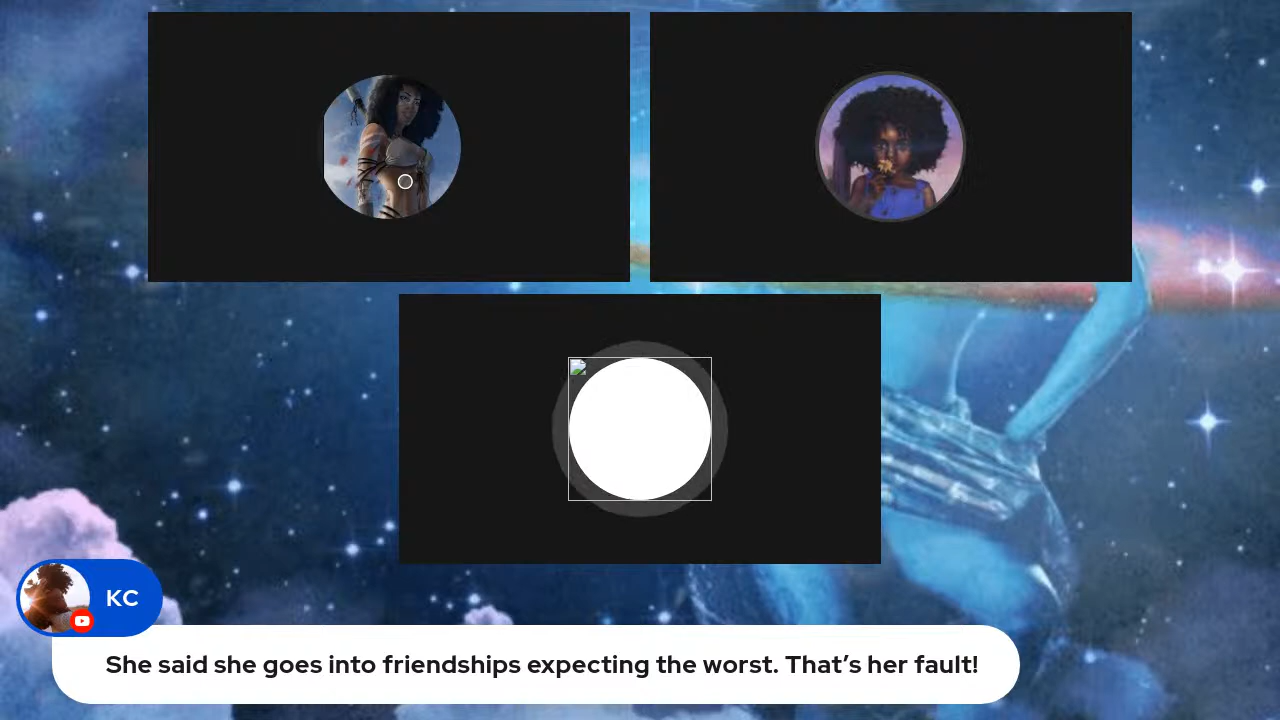 KC
She said she goes into friendships expecting the worst. That’s her fault!